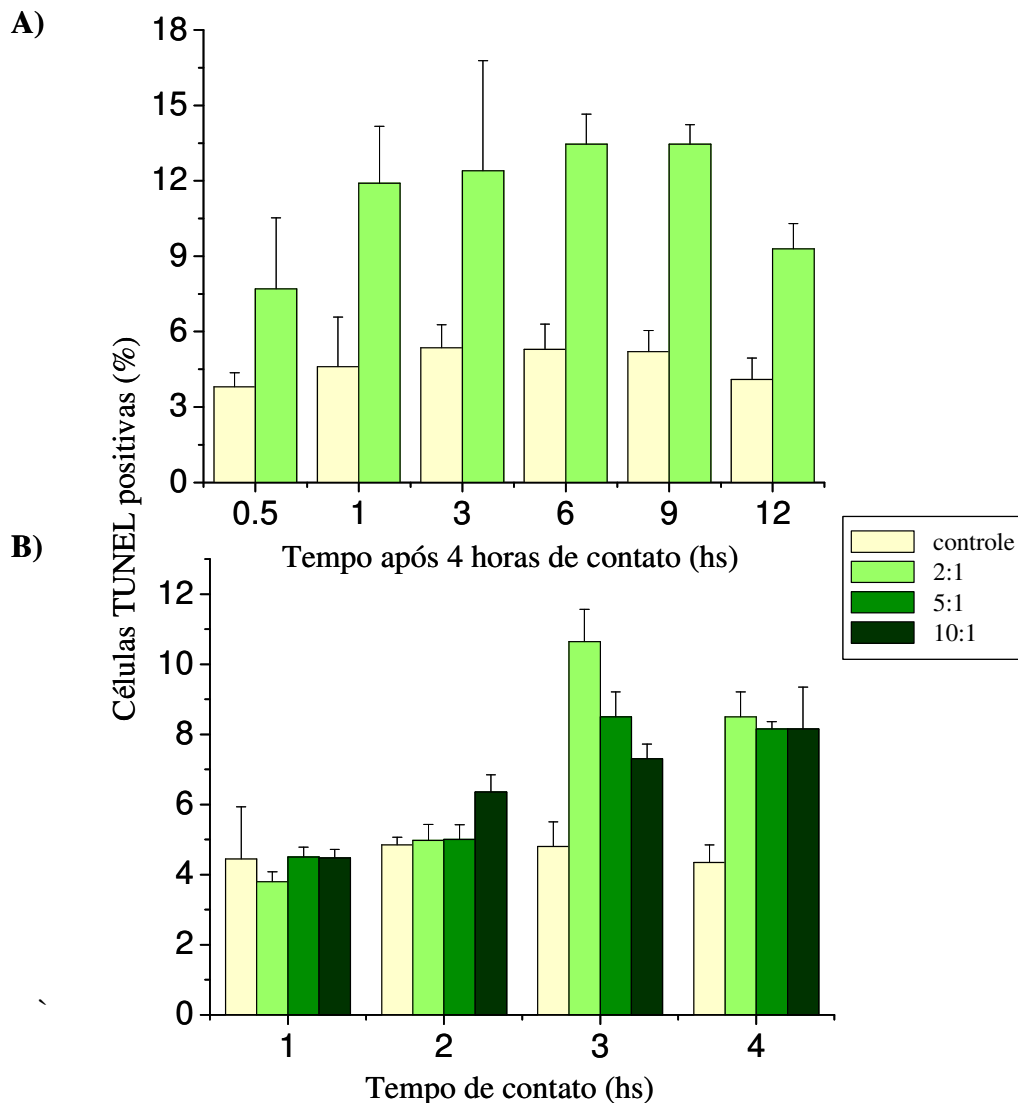 A)
18
15
12
9
6
3
0
0.5 1 3 6 9 12
Tempo após 4 horas de contato (hs)
Células TUNEL positivas (%)
B)
12
10
8
6
4
2
0
1 2 3 4
Tempo de contato (hs)
controle
2:1
5:1
10:1